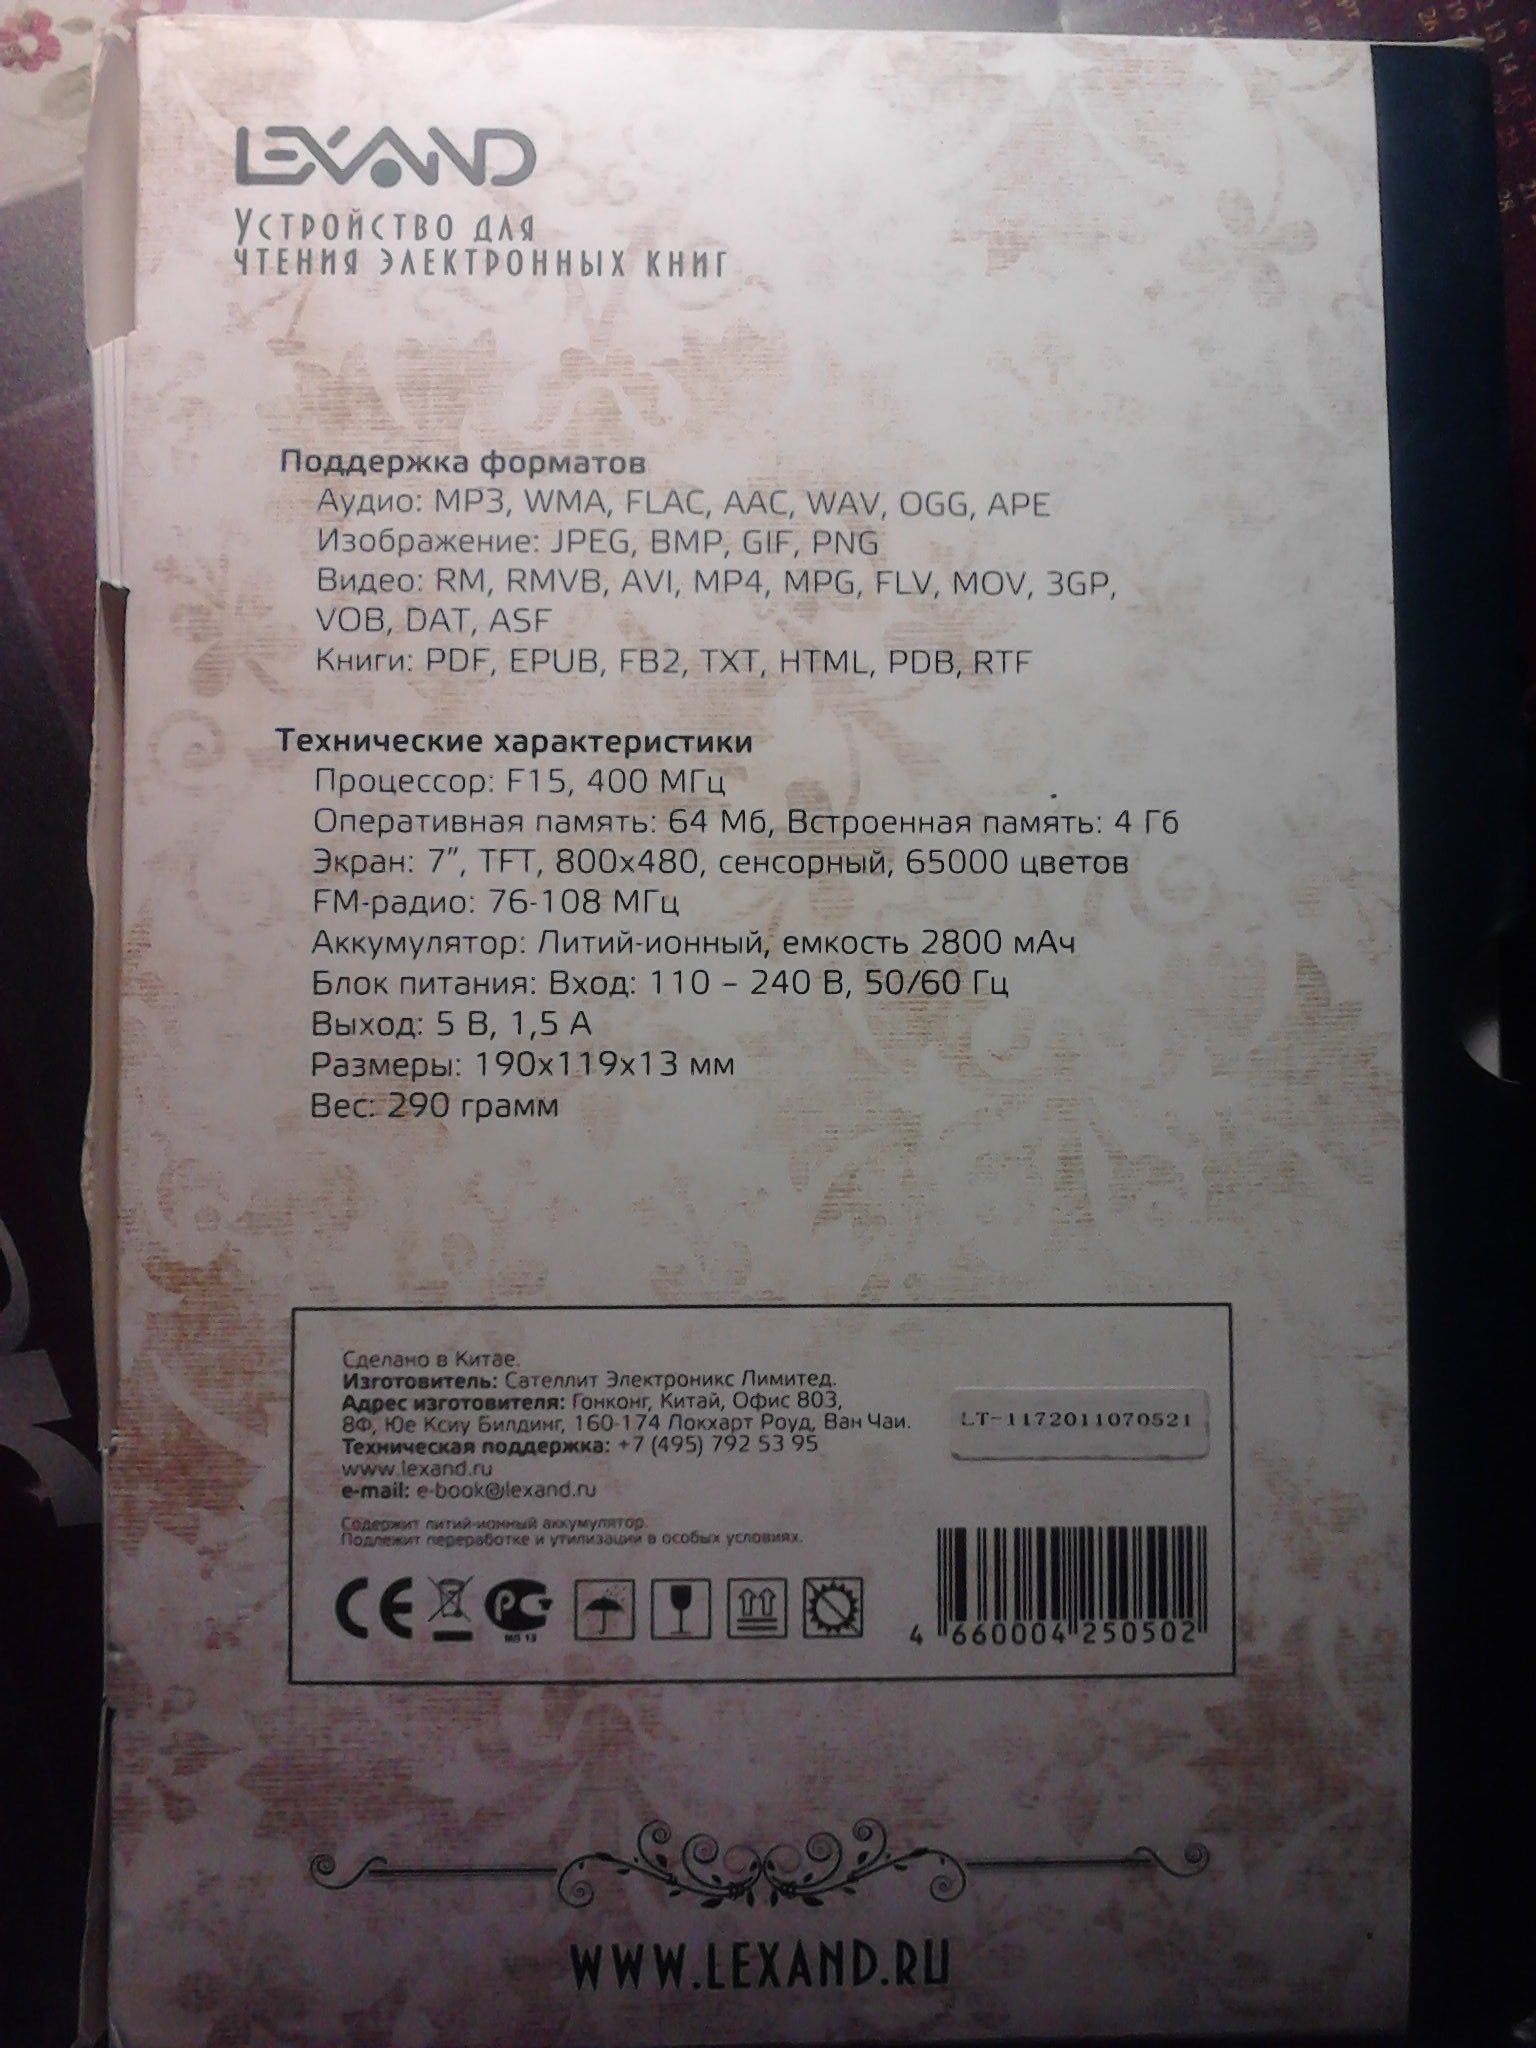 LEXAND
Устройство для
чтения электронных книг
Поддержка форматов
Аудио: MP3, WMA, FLAC, AAC, WAV, OGG, APE
Изображение: JPEG, BMP, GIF, PNG
Видео: RM, RMVB, AVI, MP4, MPG, FLV, MOV, 3GP,
VOB, DAT, ASF
Книги: PDF, EPUB, FB2, TXT, HTML, PDB, RTF
Технические характеристики
Процессор: F15, 400 МГц
Оперативная память: 64 Мб, Встроенная память: 4 Гб
Экран: 7”, TFT, 800x480, сенсорный, 65000 цветов
FM-радио: 76-108 МГц
Аккумулятор: Литий-ионный, емкость 2800 мАч
Блок питания: Вход: 110 – 240 В, 50/60 Гц
Выход: 5 В, 1,5 А
Размеры: 190x119x13 мм
Вес: 290 грамм
Сделано в Китае.
Изготовитель: Сателлит Электроникс Лимитед.
Адрес изготовителя: Гонконг, Китай, Офис 803,
8Ф, Юе Ксиу Билдинг, 160-174 Локхарт Роуд, Ван Чаи.
Техническая поддержка: +7 (495) 792 53 95
www.lexand.ru
e-mail: e-book@lexand.ru
LT-1172011070521
Содержит литий-ионный аккумулятор.
Подлежит переработке и утилизации в особых условиях.
CE
РС
4 660004 250502
WWW.LEXAND.RU